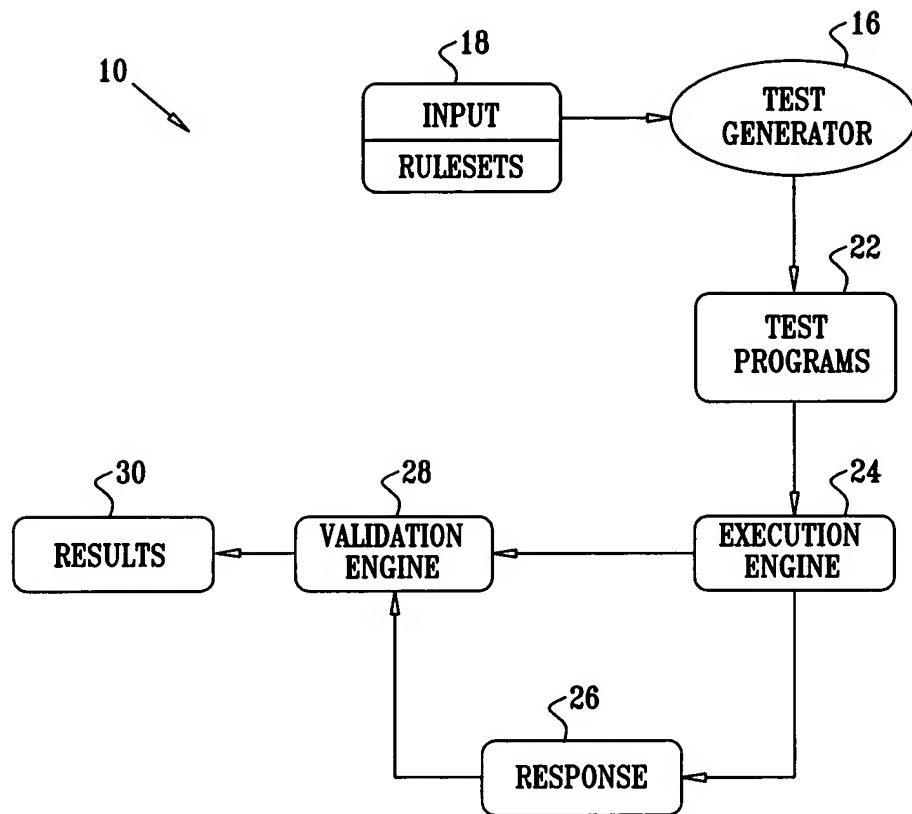 10
18
16
INPUT
RULESETS
TEST
GENERATOR
22
TEST
PROGRAMS
30
28
24
RESULTS
VALIDATION
ENGINE
EXECUTION
ENGINE
26
RESPONSE